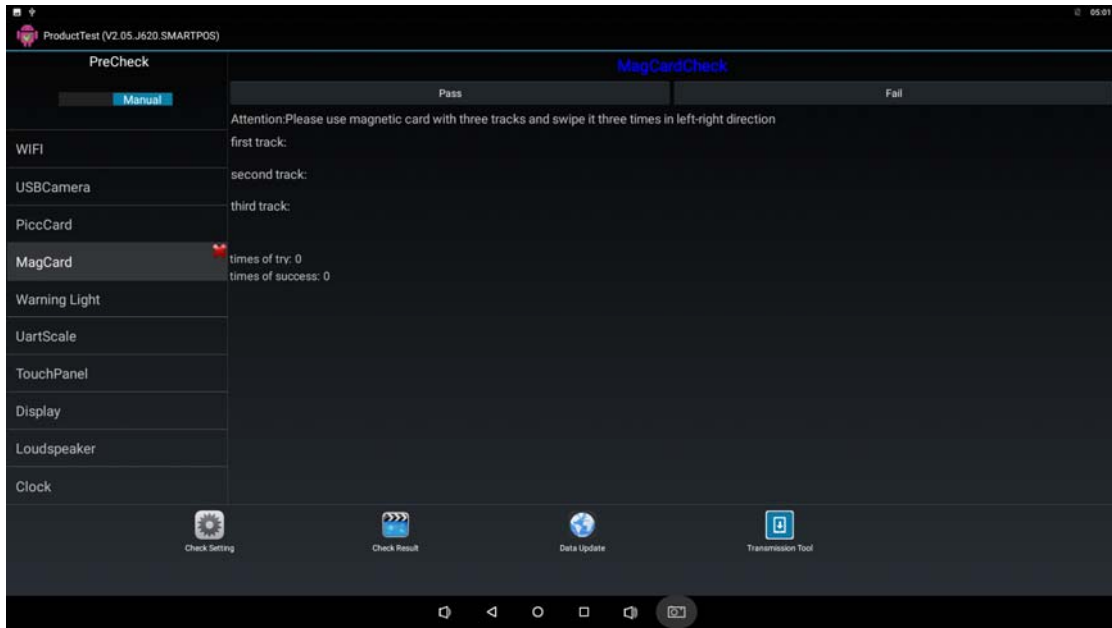 05:01
ProductTest (V2.05.J620.SMARTPOS)
PreCheck
Manual
WIFI
USBCamera
PiccCard
MagCard
Warning Light
UartScale
TouchPanel
Display
Loudspeaker
Clock
MagCardCheck
Pass
Fail
Attention:Please use magnetic card with three tracks and swipe it three times in left-right direction
first track:
second track:
third track:
times of try: 0
times of success: 0
Check Setting
Check Result
Data Update
Transmission Tool